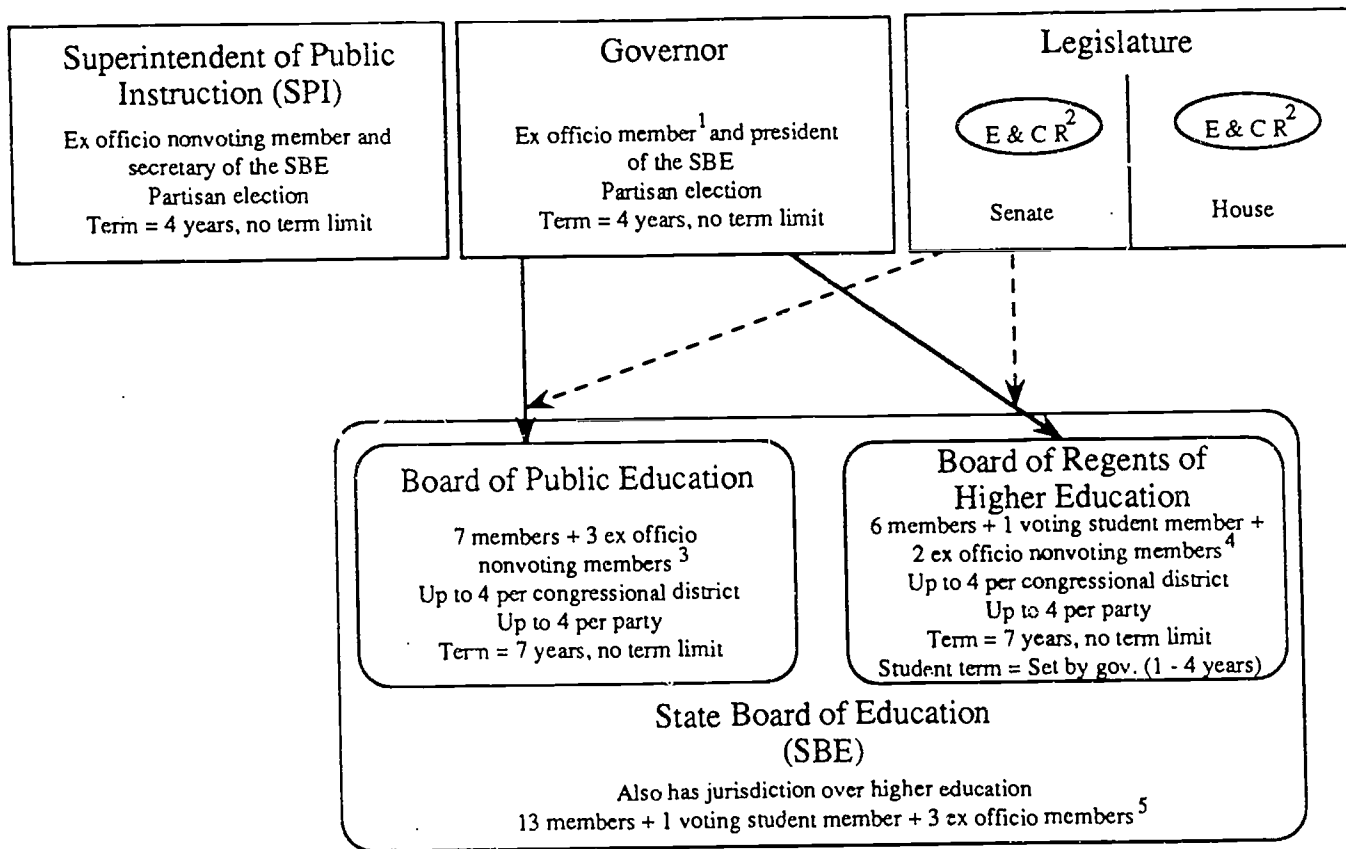 Superintendent of Public
Instruction (SPI)
Ex officio nonvoting member and
secretary of the SBE
Partisan election
Term = 4 years, no term limit
Governor
Ex officio member¹ and president
of the SBE
Partisan election
Term = 4 years, no term limit
Legislature
E & C R²
Senate
E & C R²
House
Board of Public Education
7 members + 3 ex officio
nonvoting members ³
Up to 4 per congressional district
Up to 4 per party
Term = 7 years, no term limit
Board of Regents of
Higher Education
6 members + 1 voting student member +
2 ex officio nonvoting members⁴
Up to 4 per congressional district
Up to 4 per party
Term = 7 years, no term limit
Student term = Set by gov. (1 - 4 years)
State Board of Education
(SBE)
Also has jurisdiction over higher education
13 members + 1 voting student member + 3 ex officio members⁵